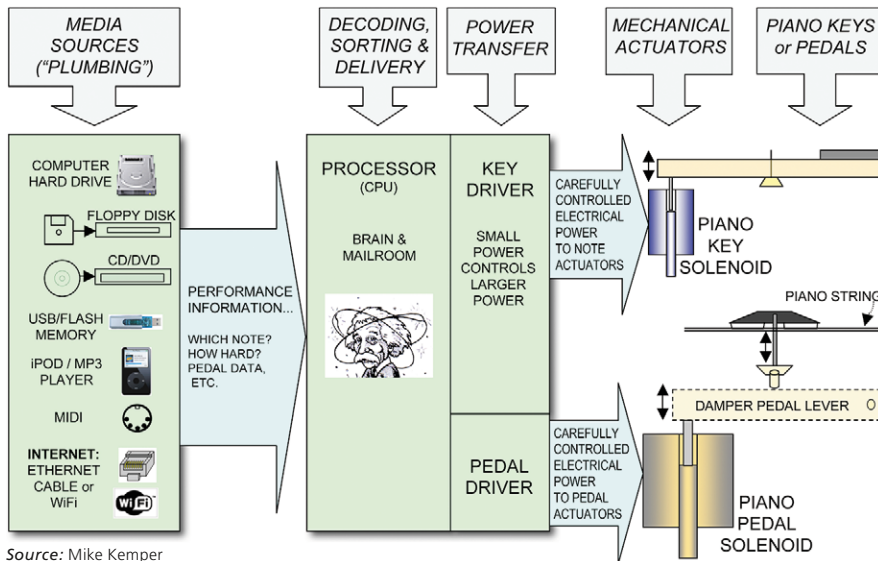 MEDIA
SOURCES
("PLUMBING")
DECODING,
SORTING &
DELIVERY
POWER
TRANSFER
MECHANICAL
ACTUATORS
PIANO KEYS
or PEDALS
COMPUTER
HARD DRIVE
FLOPPY DISK
CD/DVD
USB/FLASH
MEMORY
iPOD / MP3
PLAYER
MIDI
INTERNET:
ETHERNET
CABLE or
WiFi
Wi Fi
PERFORMANCE
INFORMATION...
WHICH NOTE?
HOW HARD?
PEDAL DATA,
ETC.
PROCESSOR
(CPU)
BRAIN &
MAILROOM
KEY
DRIVER
SMALL
POWER
CONTROLS
LARGER
POWER
PEDAL
DRIVER
CAREFULLY
CONTROLLED
ELECTRICAL
POWER
TO NOTE
ACTUATORS
CAREFULLY
CONTROLLED
ELECTRICAL
POWER
TO PEDAL
ACTUATORS
PIANO
KEY
SOLENOID
PIANO STRING
DAMPER PEDAL LEVER
PIANO
PEDAL
SOLENOID
Source: Mike Kemper